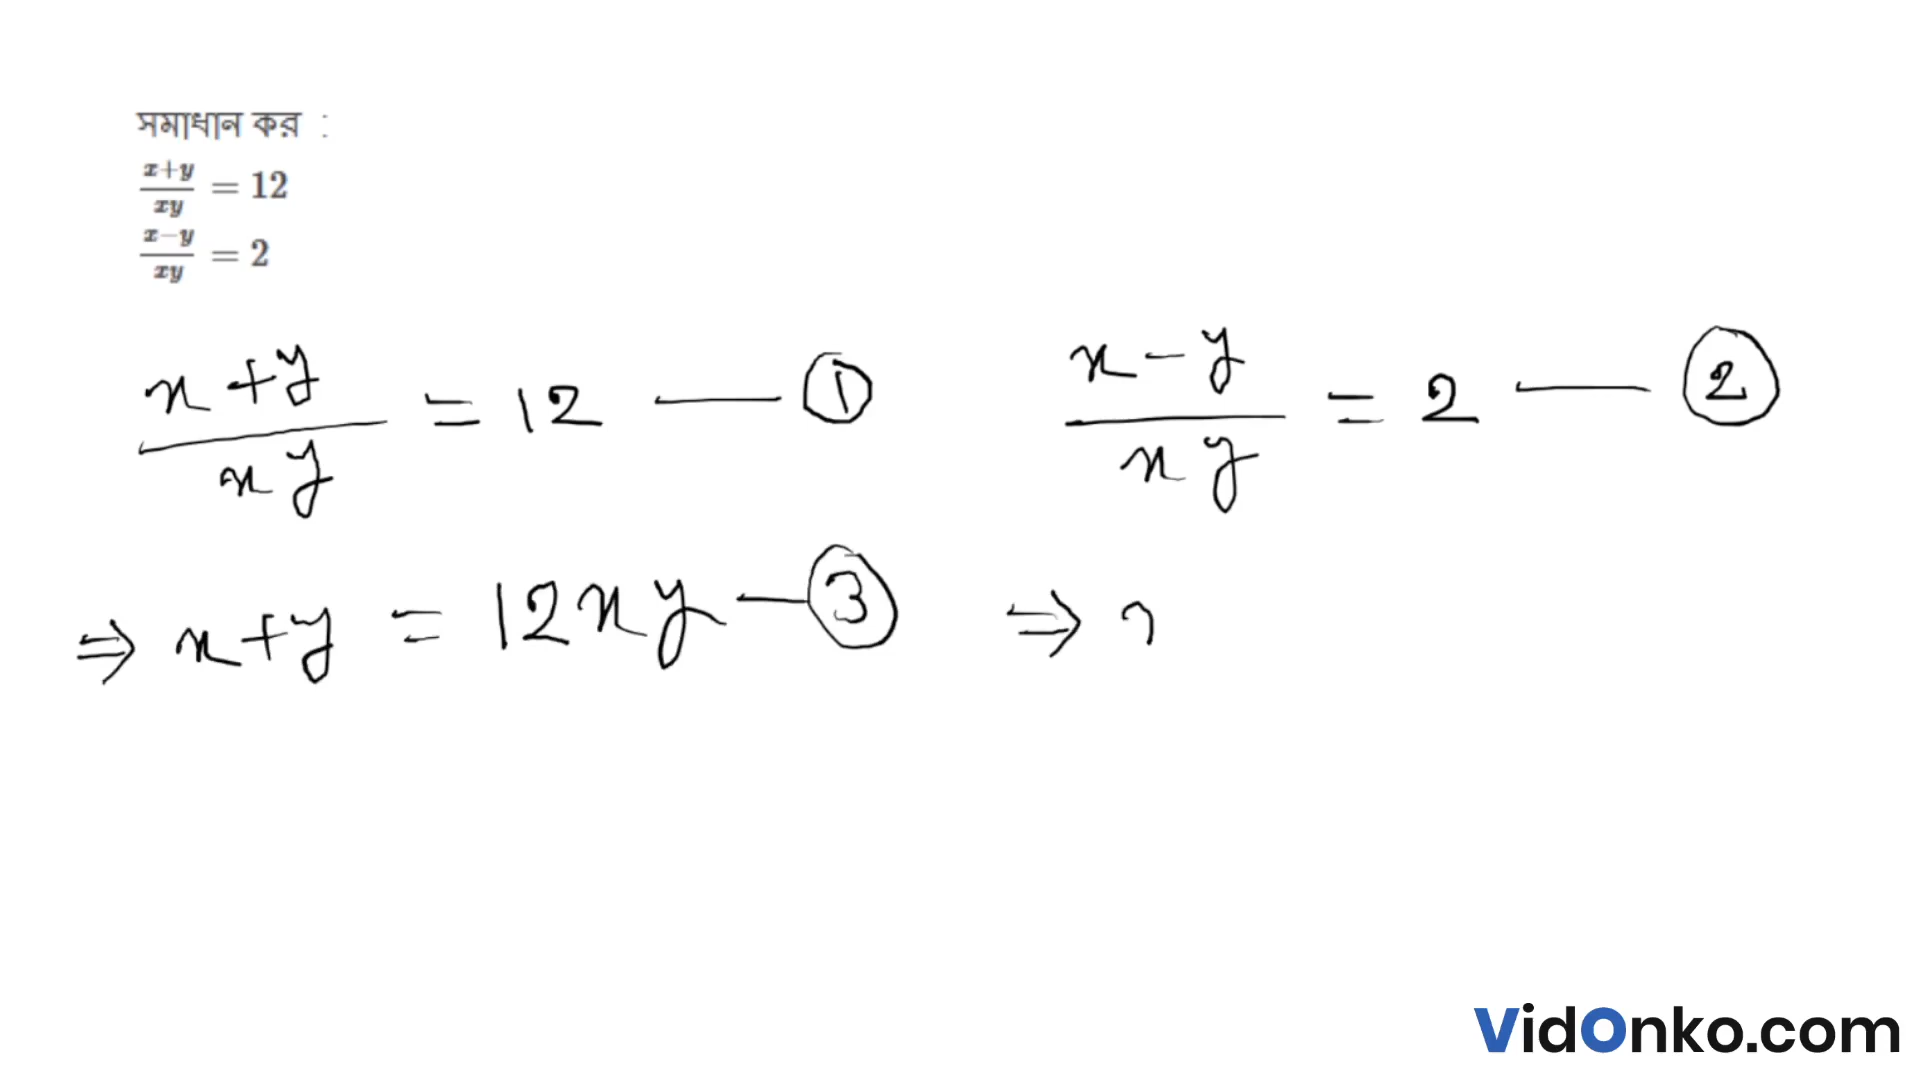 সমাধান কর :
x+y/xy = 12
x−y/xy = 2
x+y/xy = 12 — ①
x−y/xy = 2 — ②
⇒ x+y = 12xy — ③
⇒
VidOnko.com